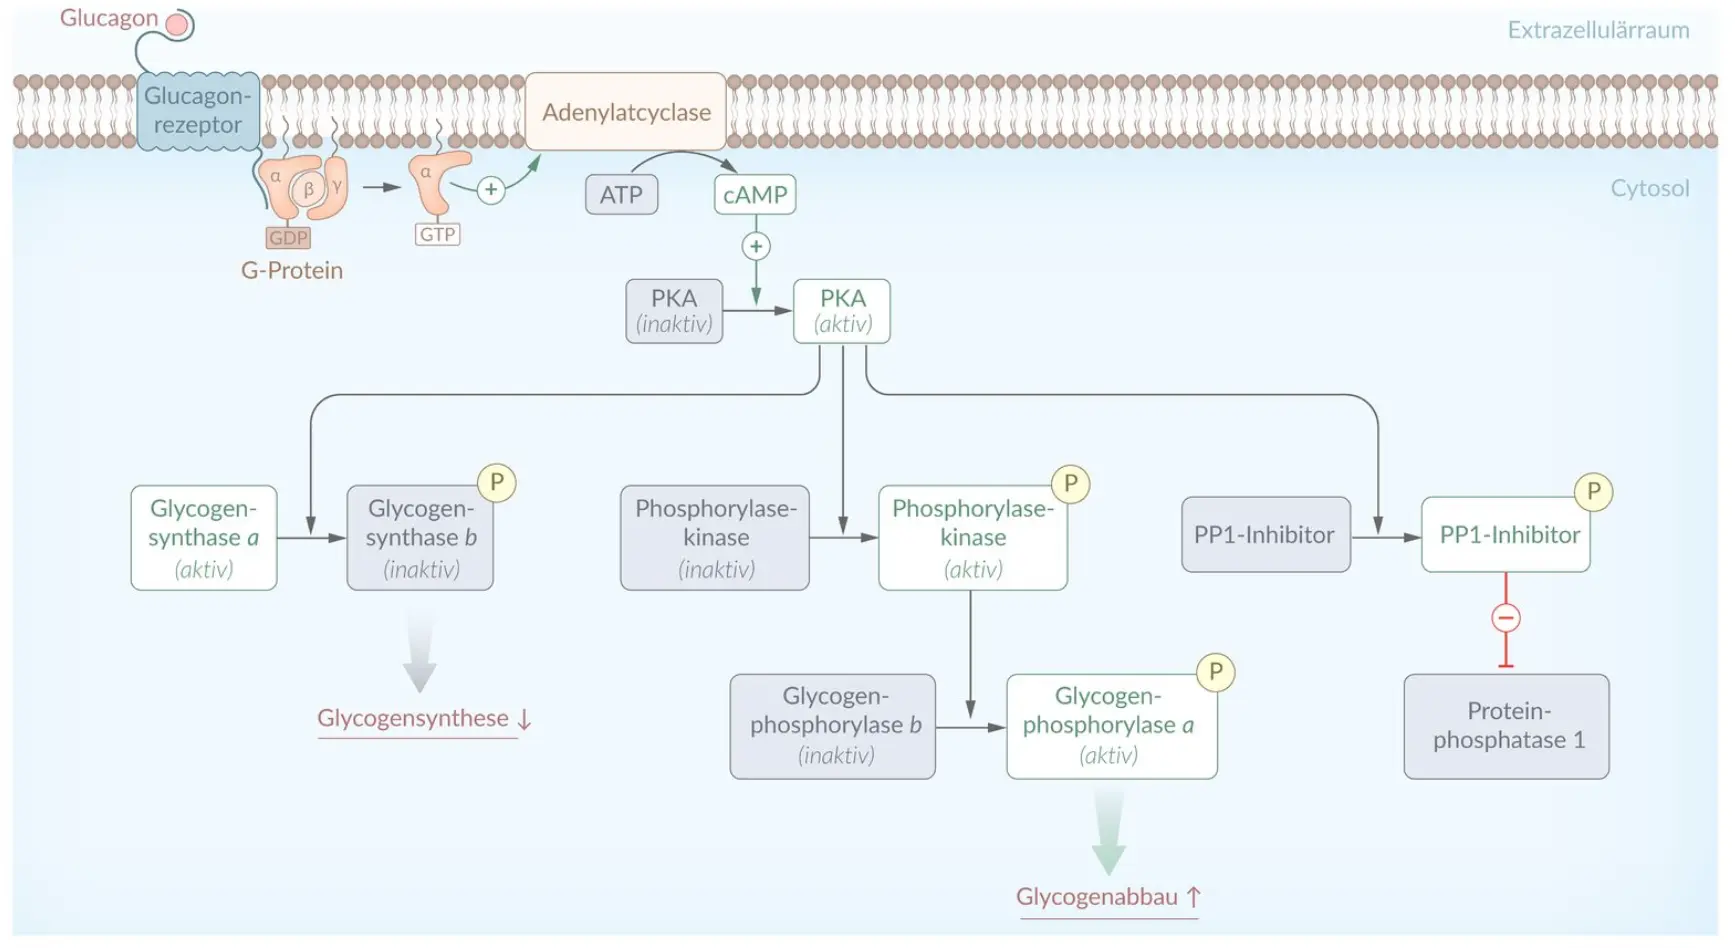 Glucagon
Extrazellulärraum
Glucagon-
rezeptor
Adenylatcyclase
α
β
γ
α
ATP
cAMP
Cytosol
GDP
GTP
G-Protein
+
+
PKA
(inaktiv)
PKA
(aktiv)
Glycogen-
synthase a
(aktiv)
P
Glycogen-
synthase b
(inaktiv)
Phosphorylase-
kinase
(inaktiv)
P
Phosphorylase-
kinase
(aktiv)
PP1-Inhibitor
P
PP1-Inhibitor
−
Glycogensynthese ↓
Glycogen-
phosphorylase b
(inaktiv)
P
Glycogen-
phosphorylase a
(aktiv)
Protein-
phosphatase 1
Glycogenabbau ↑